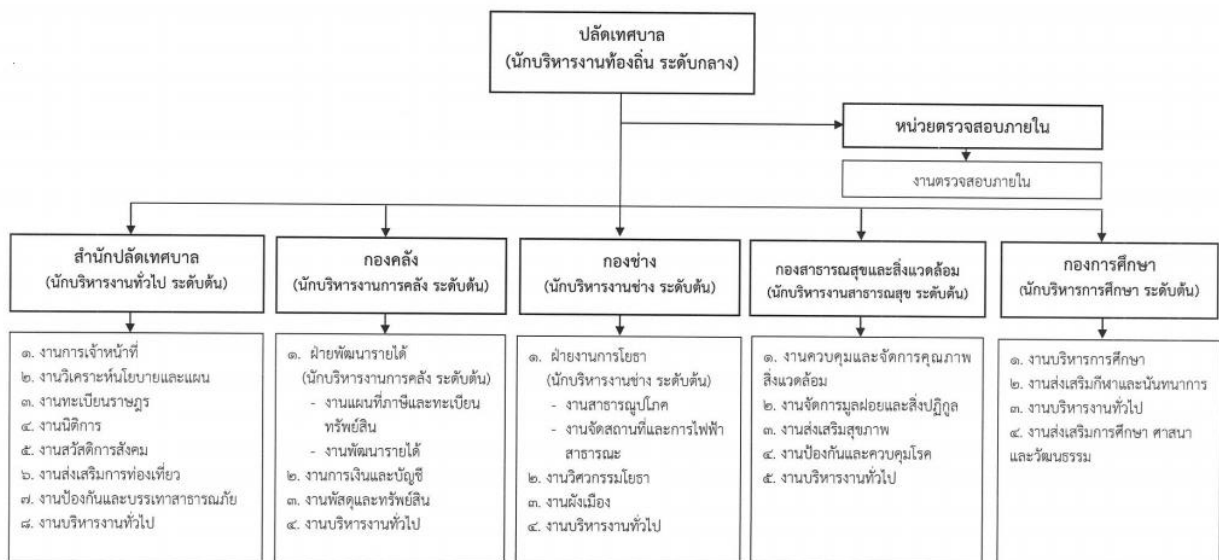 ปลัดเทศบาล
(นักบริหารงานท้องถิ่น ระดับกลาง)
หน่วยตรวจสอบภายใน
งานตรวจสอบภายใน
สำนักปลัดเทศบาล
(นักบริหารงานทั่วไป ระดับต้น)
๑. งานการเจ้าหน้าที่
๒. งานวิเคราะห์นโยบายและแผน
๓. งานทะเบียนราษฎร
๔. งานนิติการ
๕. งานสวัสดิการสังคม
๖. งานส่งเสริมการท่องเที่ยว
๗. งานป้องกันและบรรเทาสาธารณภัย
๘. งานบริหารงานทั่วไป
กองคลัง
(นักบริหารงานการคลัง ระดับต้น)
๑. ฝ่ายพัฒนารายได้
(นักบริหารงานการคลัง ระดับต้น)
- งานแผนที่ภาษีและทะเบียน
ทรัพย์สิน
- งานพัฒนารายได้
๒. งานการเงินและบัญชี
๓. งานพัสดุและทรัพย์สิน
๔. งานบริหารงานทั่วไป
กองช่าง
(นักบริหารงานช่าง ระดับต้น)
๑. ฝ่ายงานการโยธา
(นักบริหารงานช่าง ระดับต้น)
- งานสาธารณูปโภค
- งานจัดสถานที่และการไฟฟ้า
สาธารณะ
๒. งานวิศวกรรมโยธา
๓. งานผังเมือง
๔. งานบริหารงานทั่วไป
กองสาธารณสุขและสิ่งแวดล้อม
(นักบริหารงานสาธารณสุข ระดับต้น)
๑. งานควบคุมและจัดการคุณภาพ
สิ่งแวดล้อม
๒. งานจัดการมูลฝอยและสิ่งปฏิกูล
๓. งานส่งเสริมสุขภาพ
๔. งานป้องกันและควบคุมโรค
๕. งานบริหารงานทั่วไป
กองการศึกษา
(นักบริหารการศึกษา ระดับต้น)
๑. งานบริหารการศึกษา
๒. งานส่งเสริมกีฬาและนันทนาการ
๓. งานบริหารงานทั่วไป
๔. งานส่งเสริมการศึกษา ศาสนา
และวัฒนธรรม